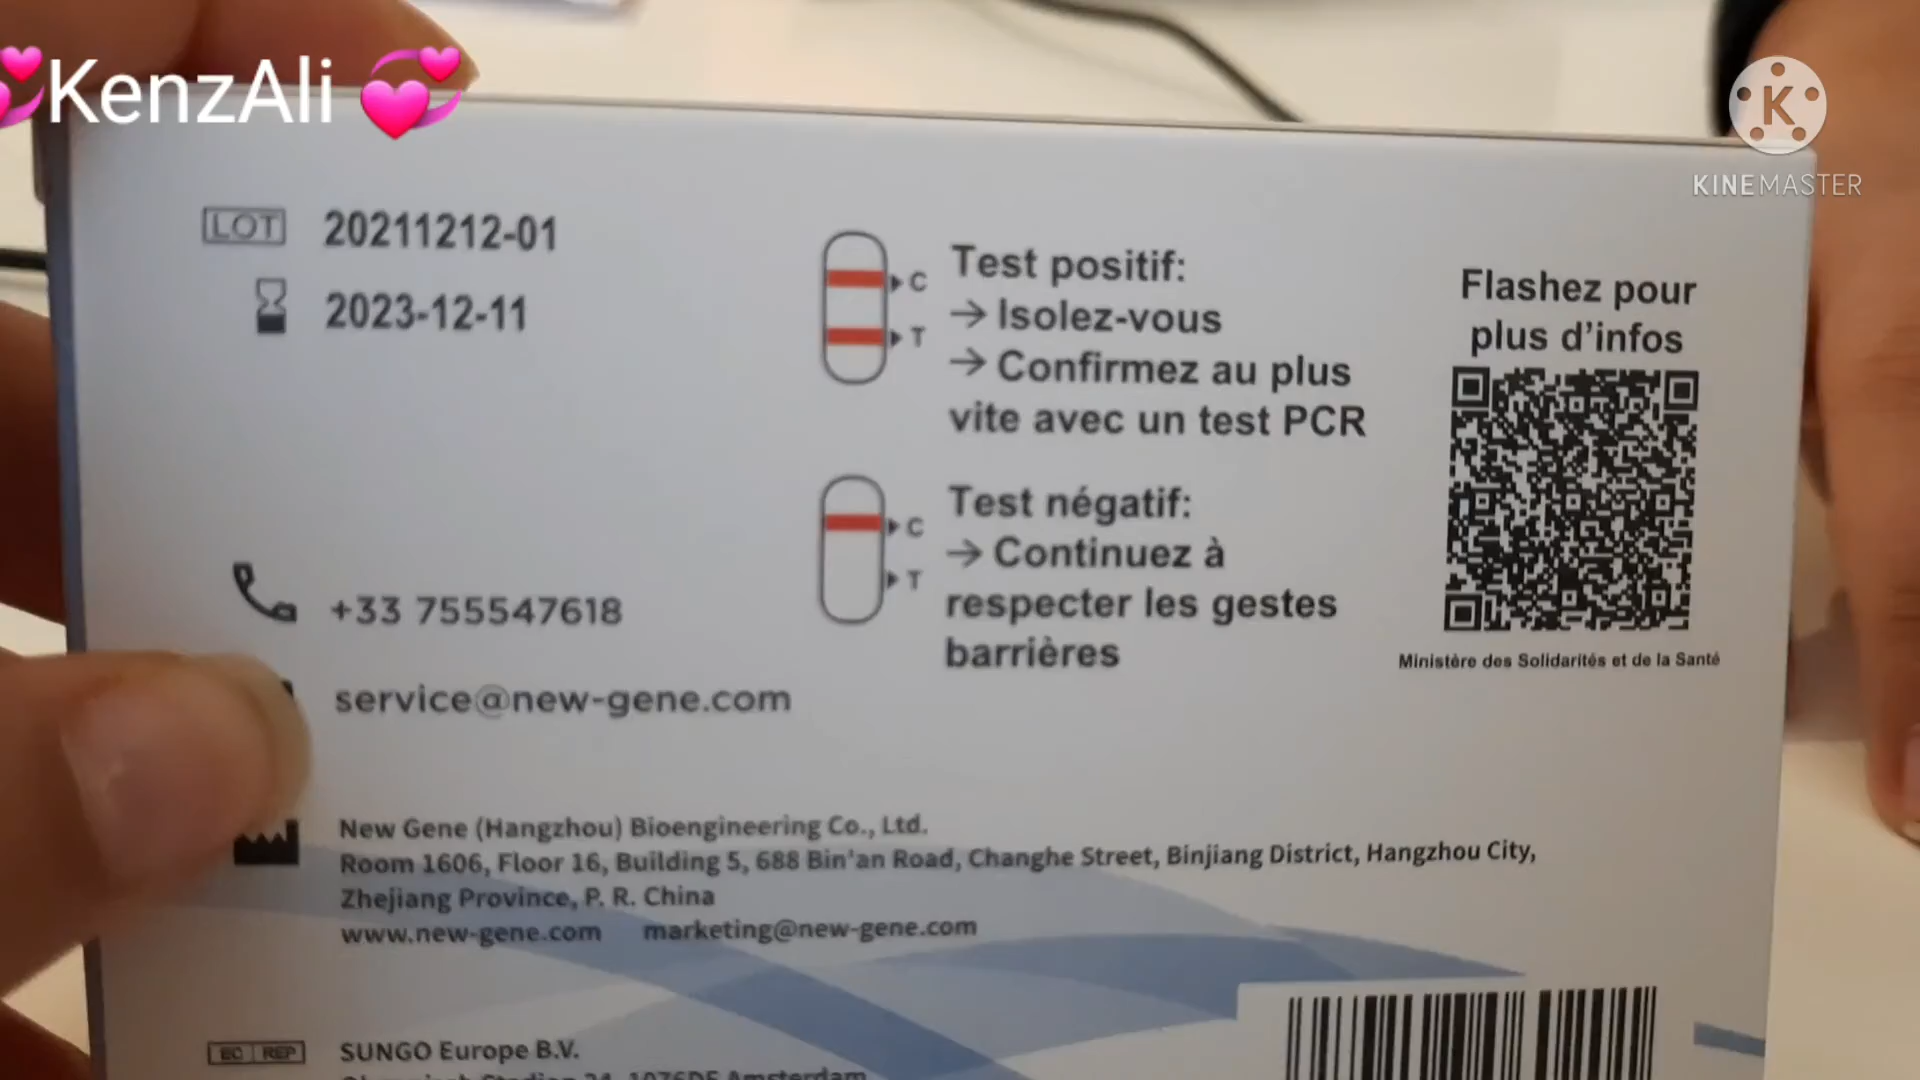 KenzAli
KINEMASTER
LOT 20211212-01
2023-12-11
C
T
Test positif:
→ Isolez-vous
→ Confirmez au plus
vite avec un test PCR
C
T
Test négatif:
→ Continuez à
respecter les gestes
barrières
Flashez pour
plus d'infos
Ministère des Solidarités et de la Santé
+33 755547618
service@new-gene.com
New Gene (Hangzhou) Bioengineering Co., Ltd.
Room 1606, Floor 16, Building 5, 688 Bin'an Road, Changhe Street, Binjiang District, Hangzhou City,
Zhejiang Province, P. R. China
www.new-gene.com marketing@new-gene.com
EC REP SUNGO Europe B.V.
Amsterdam